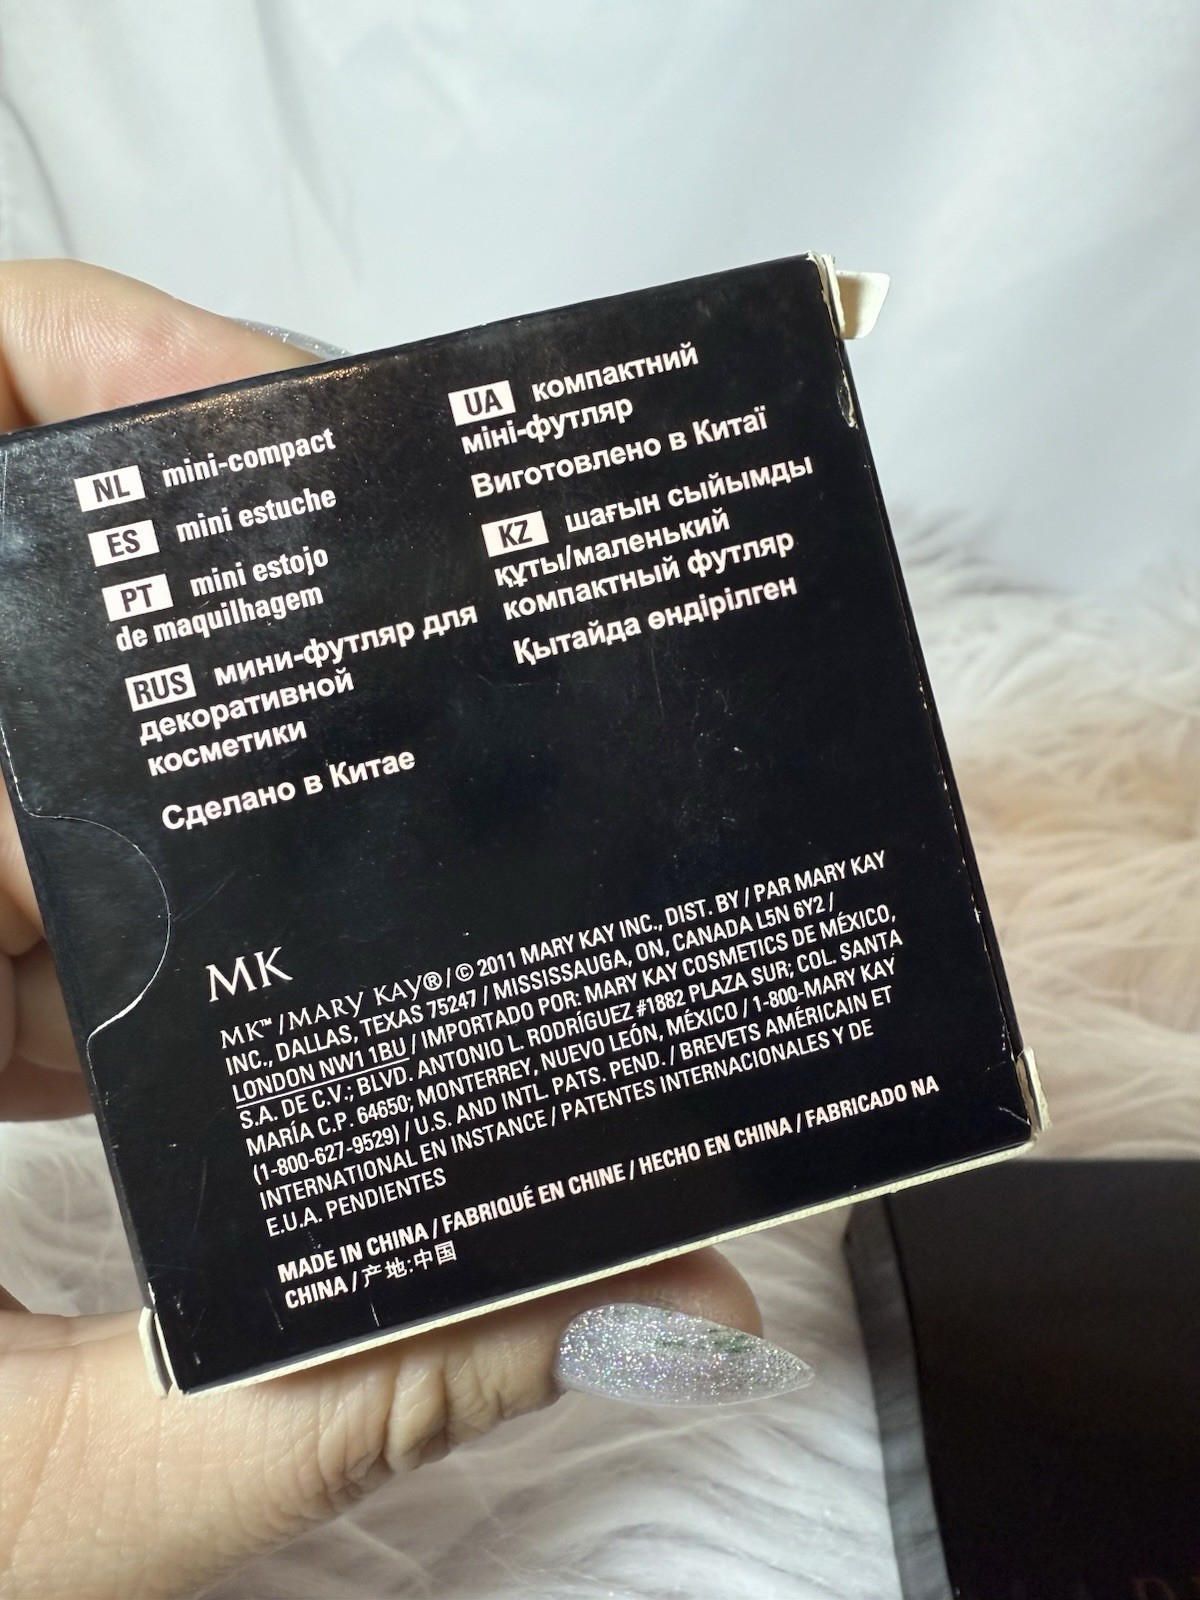 NL mini-compact
ES mini estuche
PT mini estojo
de maquilhagem
RUS мини-футляр для
декоративной
косметики
Сделано в Китае
UA компактний
міні-футляр
Виготовлено в Китаї
KZ шағын сыйымды
құты/маленький
компактный футляр
Қытайда өндірілген
MK
MK™/MARY KAY®/© 2011 MARY KAY INC., DIST. BY / PAR MARY KAY
INC., DALLAS, TEXAS 75247 / MISSISSAUGA, ON, CANADA L5N 6Y2 /
LONDON NW1 1BU / IMPORTADO POR: MARY KAY COSMETICS DE MÉXICO,
S.A. DE C.V.; BLVD. ANTONIO L. RODRÍGUEZ #1882 PLAZA SUR; COL. SANTA
MARÍA C.P. 64650; MONTERREY, NUEVO LEÓN, MÉXICO / 1-800-MARY KAY
(1-800-627-9529) / U.S. AND INTL. PATS. PEND. / BREVETS AMÉRICAIN ET
INTERNATIONAL EN INSTANCE / PATENTES INTERNACIONALES Y DE
E.U.A. PENDIENTES
MADE IN CHINA / FABRIQUÉ EN CHINE / HECHO EN CHINA / FABRICADO NA
CHINA / 产地:中国